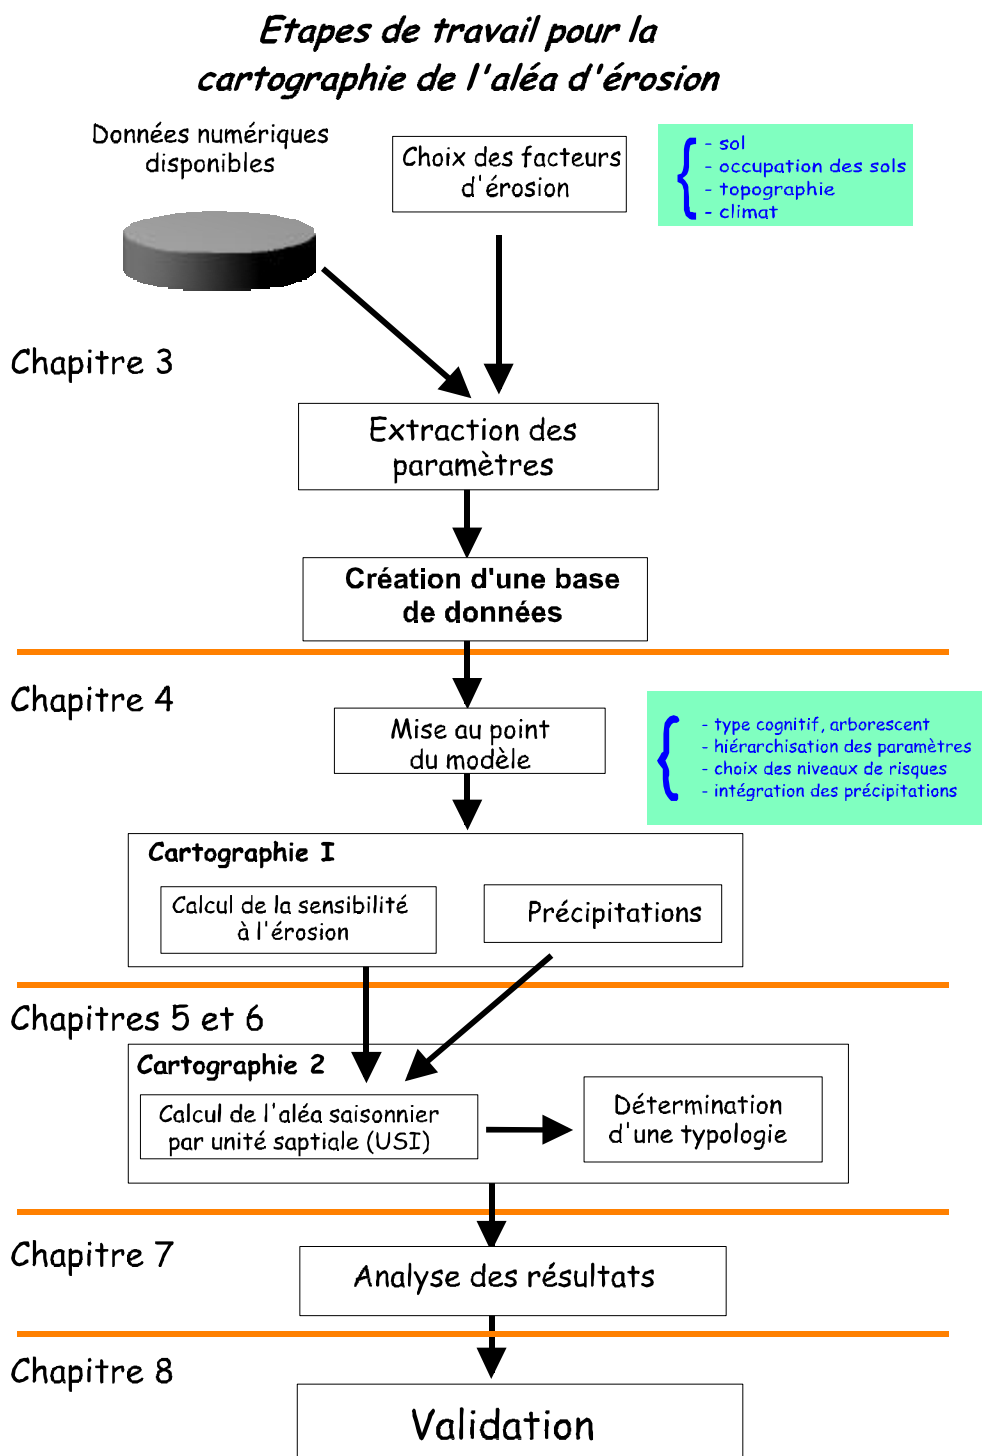 Etapes de travail pour la
cartographie de l'aléa d'érosion
Données numériques
disponibles
Choix des facteurs
d'érosion
- sol
- occupation des sols
- topographie
- climat
Chapitre 3
Extraction des
paramètres
Création d'une base
de données
Chapitre 4
Mise au point
du modèle
- type cognitif, arborescent
- hiérarchisation des paramètres
- choix des niveaux de risques
- intégration des précipitations
Cartographie I
Calcul de la sensibilité
à l'érosion
Précipitations
Chapitres 5 et 6
Cartographie 2
Calcul de l'aléa saisonnier
par unité saptiale (USI)
Détermination
d'une typologie
Chapitre 7
Analyse des résultats
Chapitre 8
Validation